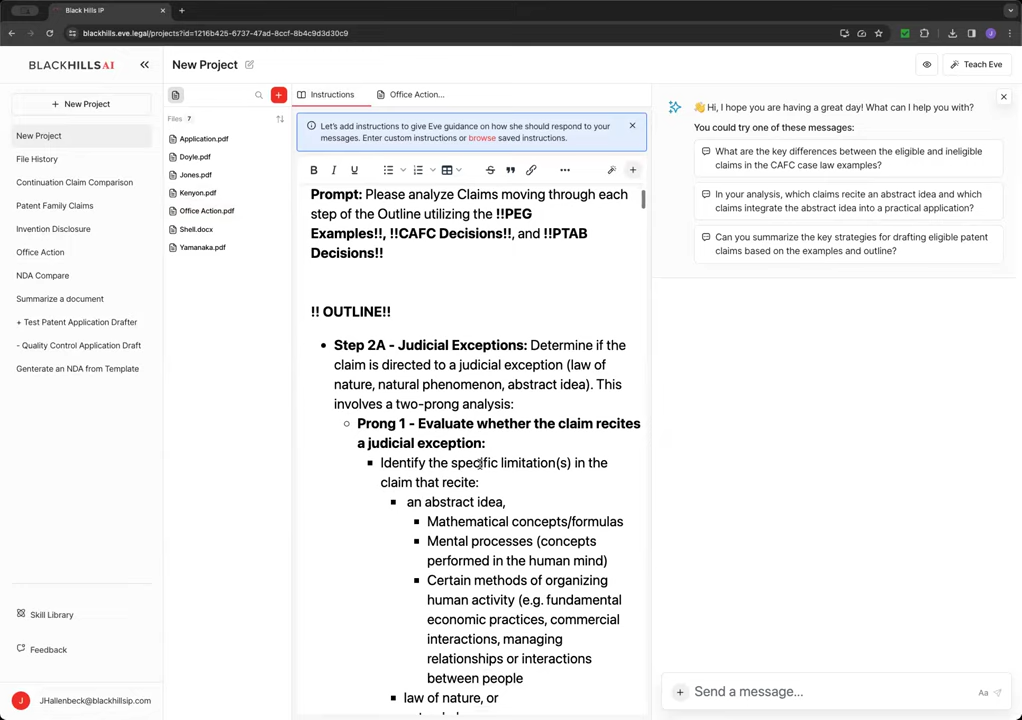 Black Hills IP
blackhills.eve.legal/projects?id=1216b425-6737-47ad-8ccf-8b4c9d3d30c9
BLACKHILLS AI
New Project
Teach Eve
+ New Project
New Project
File History
Continuation Claim Comparison
Patent Family Claims
Invention Disclosure
Office Action
NDA Compare
Summarize a document
+ Test Patent Application Drafter
- Quality Control Application Draft
Genterate an NDA from Template
Skill Library
Feedback
J
JHallenbeck@blackhillsip.com
Files 7
Application.pdf
Doyle.pdf
Jones.pdf
Kenyon.pdf
Office Action.pdf
Shell.docx
Yamanaka.pdf
Instructions
Office Action...
Let's add instructions to give Eve guidance on how she should respond to your
messages. Enter custom instructions or browse saved instructions.
B I U S
Prompt: Please analyze Claims moving through each
step of the Outline utilizing the !!PEG
Examples!!, !!CAFC Decisions!!, and !!PTAB
Decisions!!
!! OUTLINE!!
• Step 2A - Judicial Exceptions: Determine if the
claim is directed to a judicial exception (law of
nature, natural phenomenon, abstract idea). This
involves a two-prong analysis:
Prong 1 - Evaluate whether the claim recites
a judicial exception:
Identify the specific limitation(s) in the
claim that recite:
an abstract idea,
Mathematical concepts/formulas
Mental processes (concepts
performed in the human mind)
Certain methods of organizing
human activity (e.g. fundamental
economic practices, commercial
interactions, managing
relationships or interactions
between people
law of nature, or
👋Hi, I hope you are having a great day! What can I help you with?
You could try one of these messages:
What are the key differences between the eligible and ineligible
claims in the CAFC case law examples?
In your analysis, which claims recite an abstract idea and which
claims integrate the abstract idea into a practical application?
Can you summarize the key strategies for drafting eligible patent
claims based on the examples and outline?
Send a message...
Aa